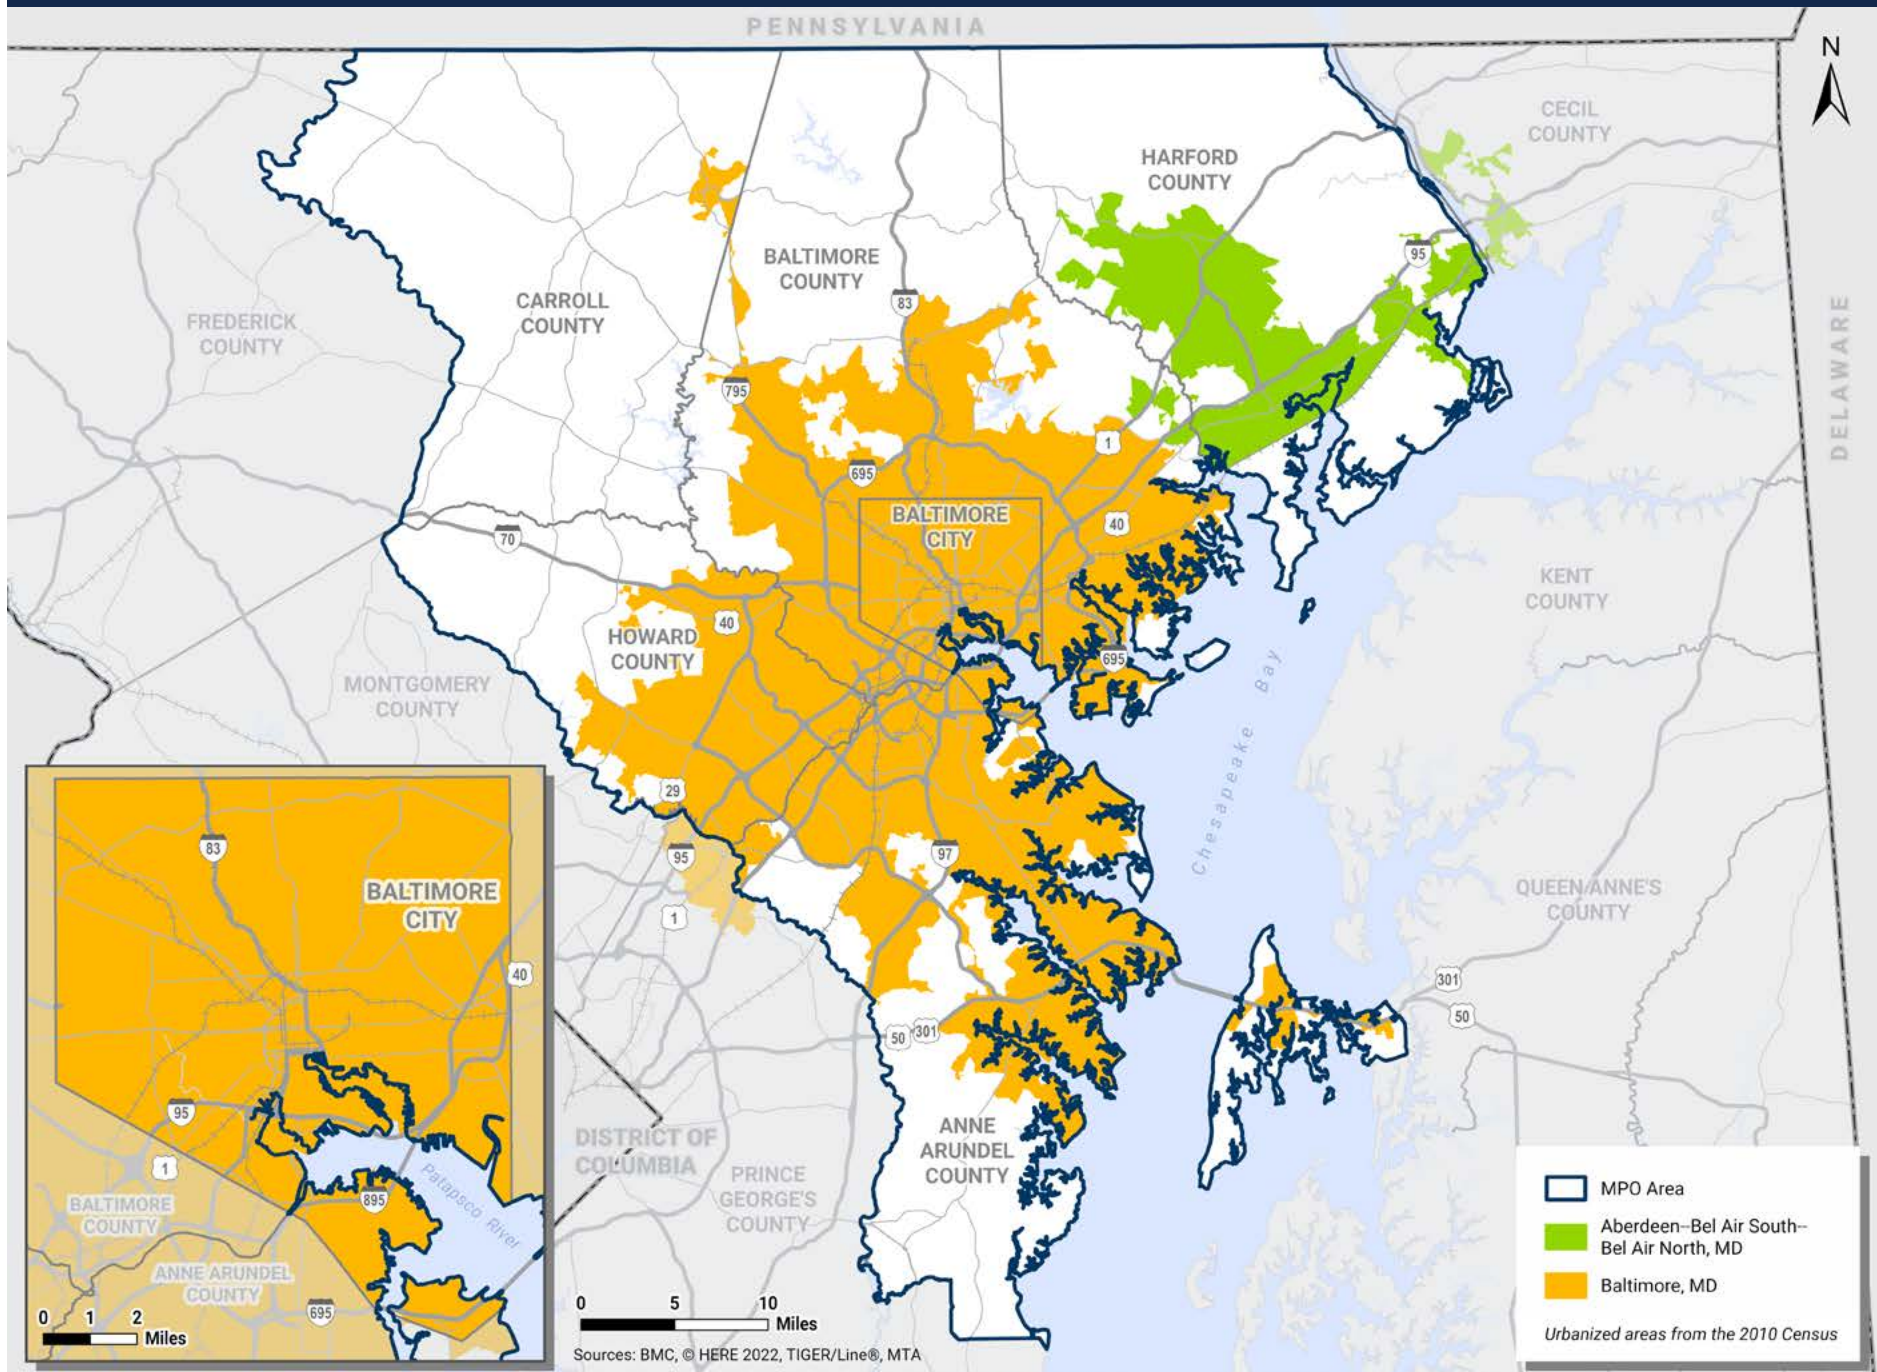 PENNSYLVANIA
N
CECIL
COUNTY
HARFORD
COUNTY
95
BALTIMORE
COUNTY
83
CARROLL
COUNTY
FREDERICK
COUNTY
DELAWARE
795
1
695
BALTIMORE
CITY
40
70
KENT
COUNTY
40
HOWARD
COUNTY
695
MONTGOMERY
COUNTY
Chesapeake Bay
29
95
97
1
QUEEN ANNE'S
COUNTY
301
50
50
301
ANNE
ARUNDEL
COUNTY
DISTRICT OF
COLUMBIA
PRINCE
GEORGE'S
COUNTY
83
BALTIMORE
CITY
40
95
1
Patapsco River
895
BALTIMORE
COUNTY
ANNE ARUNDEL
COUNTY
695
0 1 2
Miles
0 5 10
Miles
Sources: BMC, © HERE 2022, TIGER/Line®, MTA
MPO Area
Aberdeen--Bel Air South--
Bel Air North, MD
Baltimore, MD
Urbanized areas from the 2010 Census